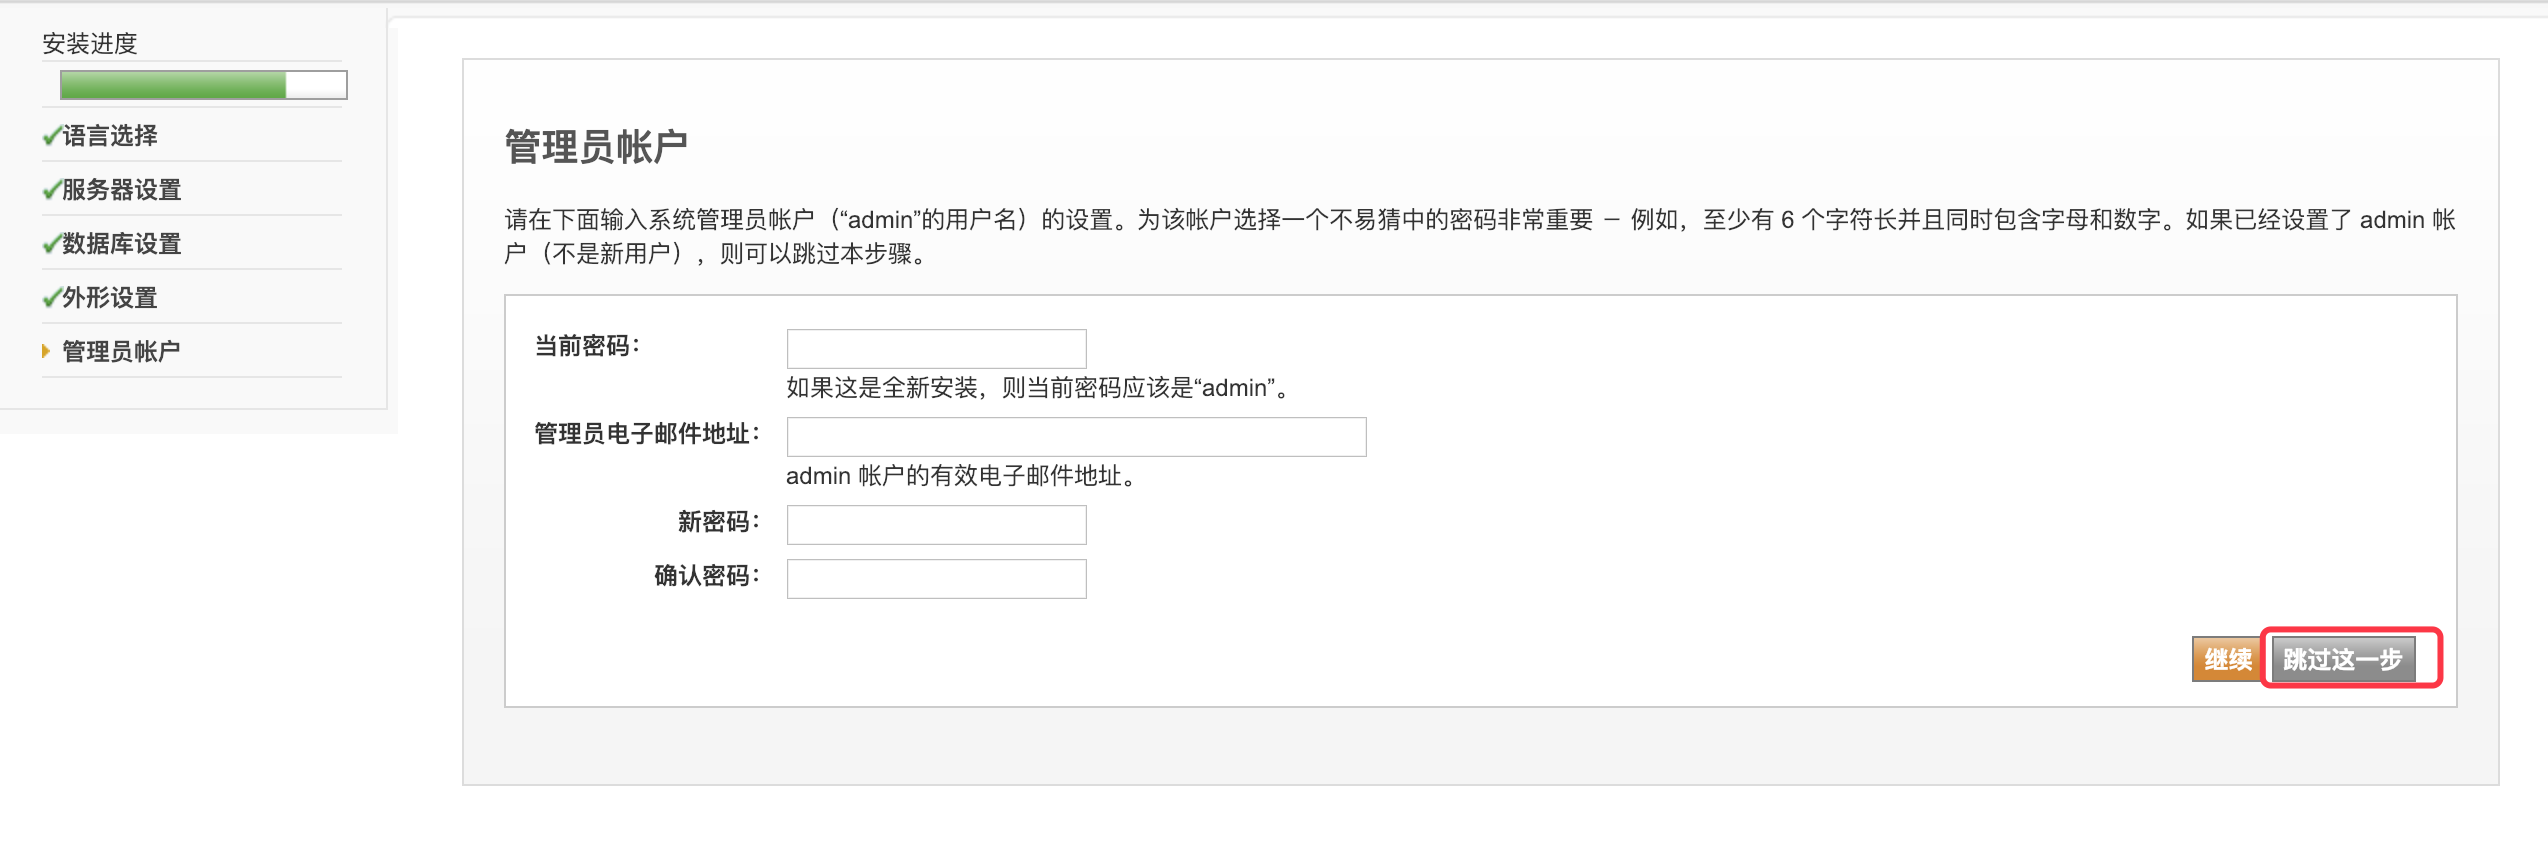 安装进度
语言选择
服务器设置
数据库设置
外形设置
管理员帐户
管理员帐户
请在下面输入系统管理员帐户（“admin”的用户名）的设置。为该帐户选择一个不易猜中的密码非常重要 － 例如，至少有 6 个字符长并且同时包含字母和数字。如果已经设置了 admin 帐
户（不是新用户），则可以跳过本步骤。
当前密码：
如果这是全新安装，则当前密码应该是“admin”。
管理员电子邮件地址：
admin 帐户的有效电子邮件地址。
新密码：
确认密码：
继续 跳过这一步